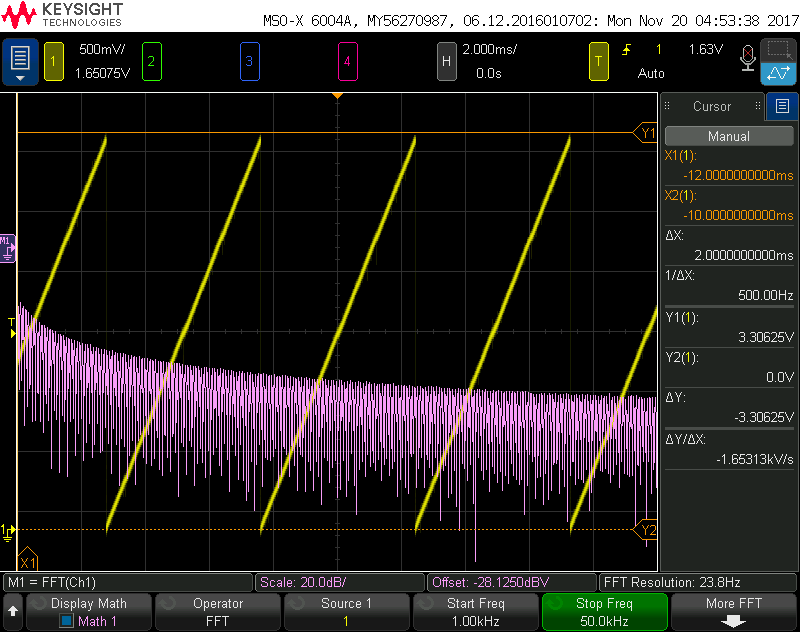 KEYSIGHT
TECHNOLOGIES
MSO-X 6004A, MY56270987, 06.12.2016010702: Mon Nov 20 04:53:38 2017
1
500mV/
1.65075V
2
3
4
H
2.000ms/
0.0s
T
1
1.63V
Auto
Cursor
Manual
X1(1):
-12.0000000000ms
X2(1):
-10.0000000000ms
ΔX:
2.0000000000ms
1/ΔX:
500.00Hz
Y1(1):
3.30625V
Y2(1):
0.0V
ΔY:
-3.30625V
ΔY/ΔX:
-1.65313kV/s
Y1
M1
T
1
Y2
X1
M1 = FFT(Ch1)
Scale: 20.0dB/
Offset: -28.1250dBV
FFT Resolution: 23.8Hz
Display Math
Math 1
Operator
FFT
Source 1
1
Start Freq
1.00kHz
Stop Freq
50.0kHz
More FFT